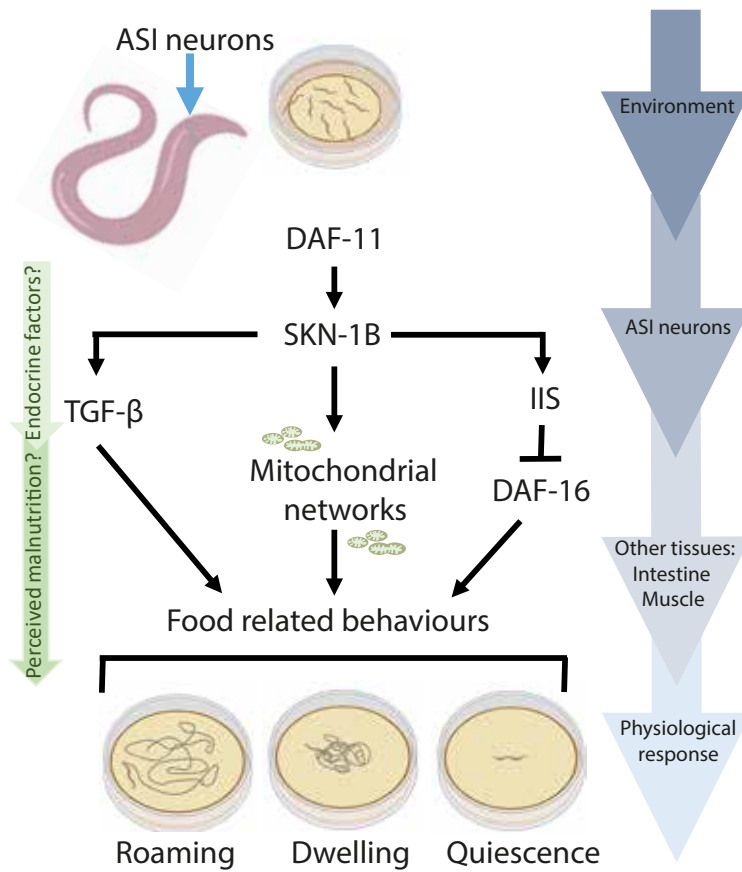 ASI neurons
Environment
DAF-11
SKN-1B
ASI neurons
Endocrine factors?
TGF-β
IIS
Mitochondrial
networks
DAF-16
Other tissues:
Intestine
Muscle
Perceived malnutrition?
Food related behaviours
Physiological
response
Roaming
Dwelling
Quiescence